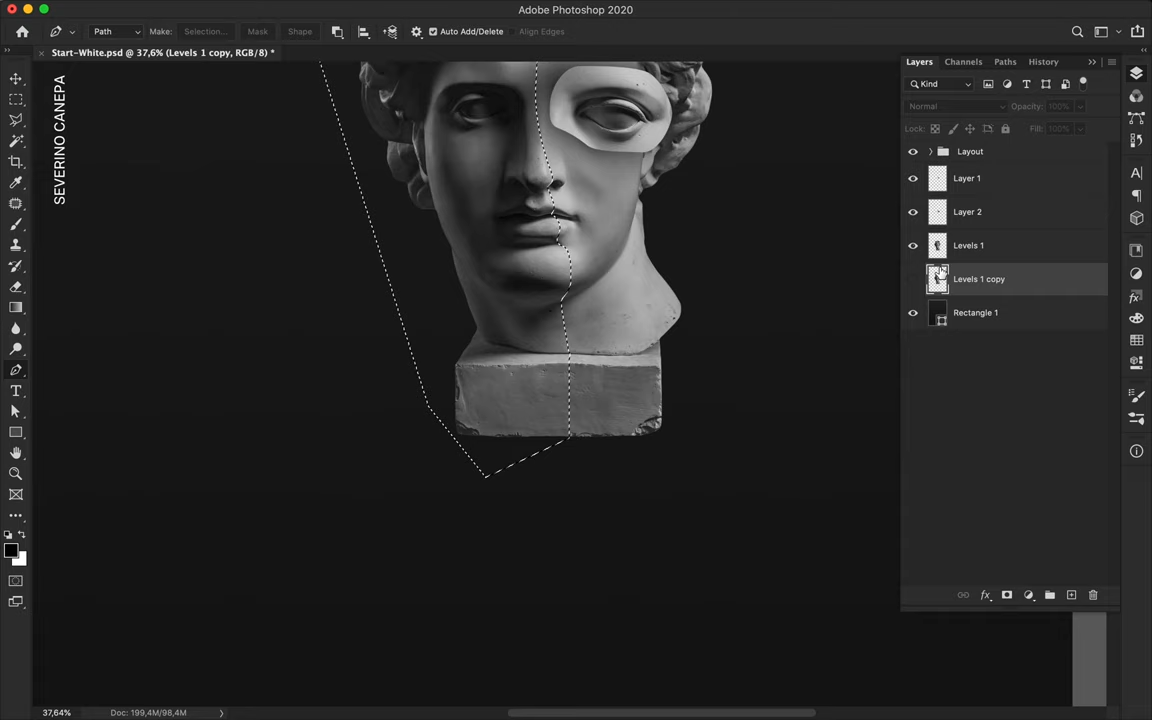 Adobe Photoshop 2020
Path
Make:
Selection...
Mask
Shape
Auto Add/Delete
Align Edges
Start-White.psd @ 37,6% (Levels 1 copy, RGB/8) *
Layers
Channels
Paths
History
Kind
Normal
Opacity: 100%
Lock:
Fill: 100%
Layout
Layer 1
Layer 2
Levels 1
Levels 1 copy
Rectangle 1
SEVERINO CANEPA
37,64%
Doc: 199,4M/98,4M